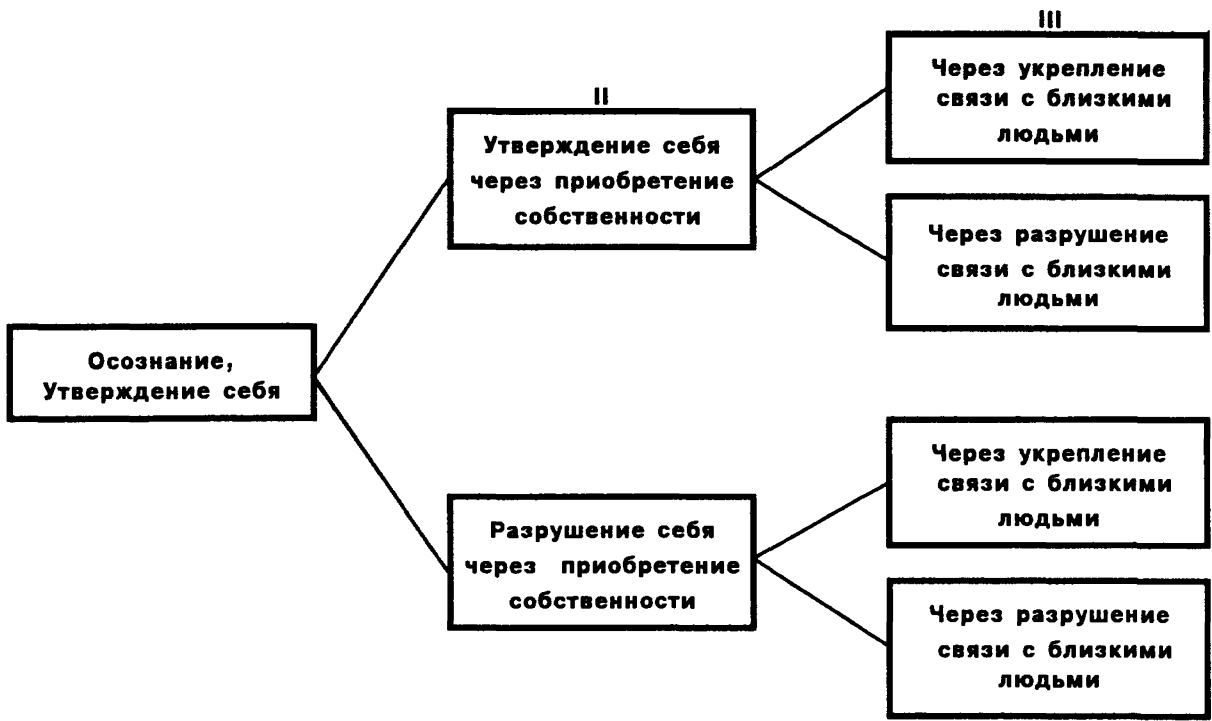 III
Через укрепление
связи с близкими
людьми
II
Утверждение себя
через приобретение
собственности
Через разрушение
связи с близкими
людьми
Осознание,
Утверждение себя
Через укрепление
связи с близкими
людьми
Разрушение себя
через приобретение
собственности
Через разрушение
связи с близкими
людьми